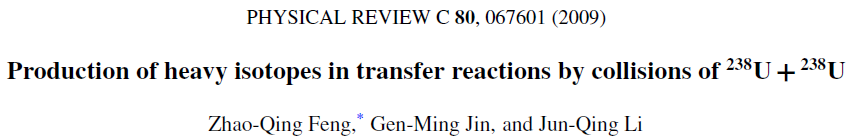 PHYSICAL REVIEW C 80, 067601 (2009)
Production of heavy isotopes in transfer reactions by collisions of ²³⁸U + ²³⁸U
Zhao-Qing Feng,* Gen-Ming Jin, and Jun-Qing Li